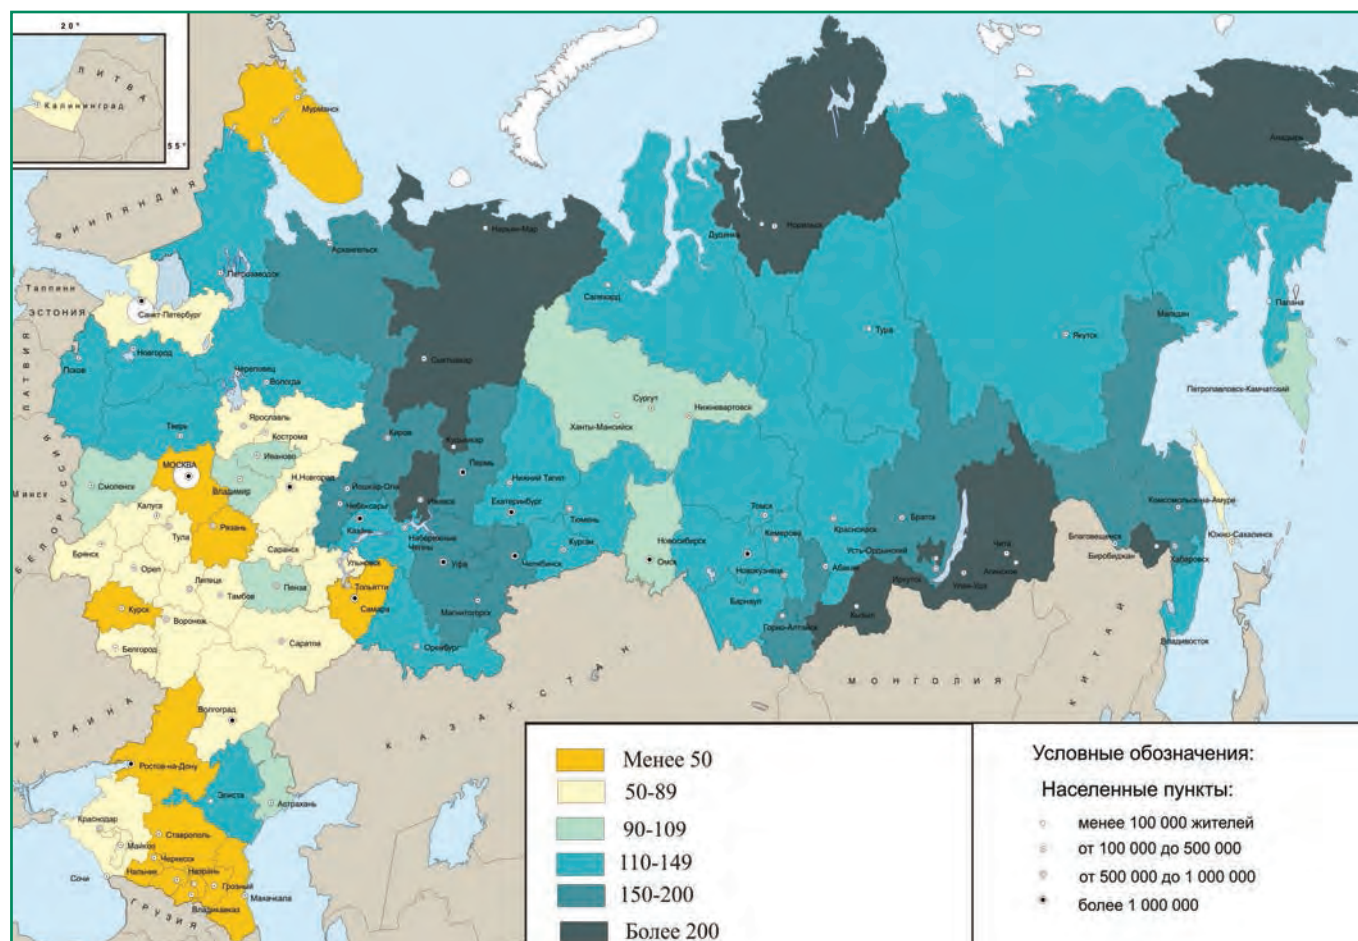 20°
ЛИТВА
Калининград
55°
Мурманск
ФИНЛЯНДИЯ
Нарьян-Мар
Анадырь
Архангельск
Дудинка
Норильск
Петрозаводск
Салехард
Таллинн
ЭСТОНИЯ
Санкт-Петербург
Тура
Якутск
Магадан
Палана
ЛАТВИЯ
Псков
Новгород
Череповец
Вологда
Сыктывкар
Петропавловск-Камчатский
Ярославль
Кострома
Тверь
Сургут
Нижневартовск
Ханты-Мансийск
Киров
Кудымкар
Пермь
Иваново
МОСКВА
Владимир
Н.Новгород
Смоленск
Минск
БЕЛОРУССИЯ
Йошкар-Ола
Чебоксары
Казань
Ижевск
Нижний Тагил
Екатеринбург
Тюмень
Курган
Набережные Челны
Калуга
Тула
Рязань
Брянск
Орел
Липецк
Тамбов
Саранск
Пенза
Ульяновск
Тольятти
Самара
Уфа
Челябинск
Магнитогорск
Оренбург
Омск
Новосибирск
Томск
Кемерово
Новокузнецк
Барнаул
Горно-Алтайск
Красноярск
Абакан
Кызыл
Братск
Усть-Ордынский
Иркутск
Улан-Удэ
Чита
Агинское
Благовещенск
Биробиджан
Комсомольск-на-Амуре
Хабаровск
Южно-Сахалинск
Владивосток
Курск
Белгород
Воронеж
Саратов
УКРАИНА
Волгоград
КАЗАХСТАН
МОНГОЛИЯ
КИТАЙ
Ростов-на-Дону
Элиста
Астрахань
Краснодар
Майкоп
Ставрополь
Черкесск
Нальчик
Назрань
Грозный
Сочи
Владикавказ
Махачкала
ГРУЗИЯ
Менее 50
50-89
90-109
110-149
150-200
Более 200
Условные обозначения:
Населенные пункты:
менее 100 000 жителей
от 100 000 до 500 000
от 500 000 до 1 000 000
более 1 000 000